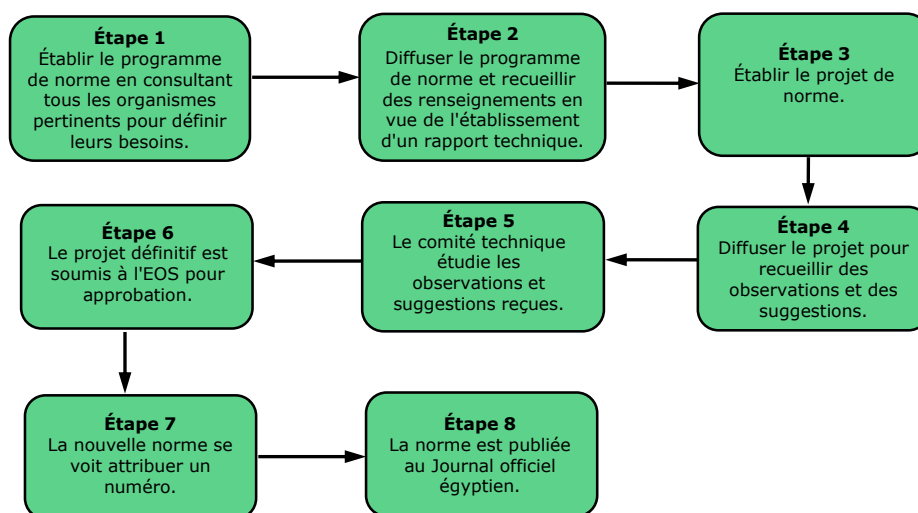 Étape 1
Établir le programme
de norme en consultant
tous les organismes
pertinents pour définir
leurs besoins.
Étape 2
Diffuser le programme
de norme et recueillir
des renseignements en
vue de l'établissement
d'un rapport technique.
Étape 3
Établir le projet de
norme.
Étape 4
Diffuser le projet pour
recueillir des
observations et des
suggestions.
Étape 5
Le comité technique
étudie les
observations et
suggestions reçues.
Étape 6
Le projet définitif est
soumis à l'EOS pour
approbation.
Étape 7
La nouvelle norme se
voit attribuer un
numéro.
Étape 8
La norme est publiée
au Journal officiel
égyptien.